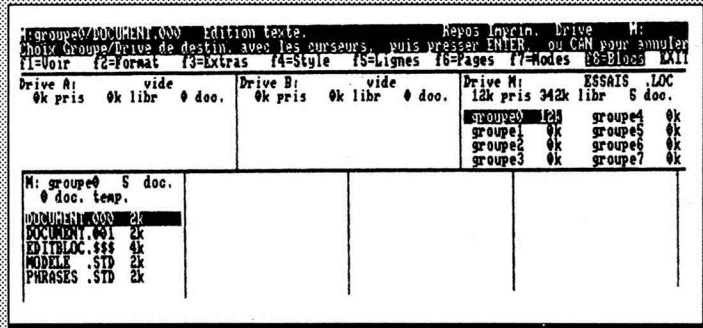 M:groupe0/DOCUMENT.000 Edition texte. Repos Imprim. Drive M:
Choix Groupe/Drive de destin. avec les curseurs, puis presser ENTER, ou CAN pour annuler
f1=Voir f2=Format f3=Extras f4=Style f5=Lignes f6=Pages f7=Modes f8=Blocs EXIT
Drive A: vide
0k pris 0k libr 0 doc.
Drive B: vide
0k pris 0k libr 0 doc.
Drive M: ESSAIS .LOC
12k pris 342k libr 5 doc.
groupe0 12k groupe4 0k
groupe1 0k groupe5 0k
groupe2 0k groupe6 0k
groupe3 0k groupe7 0k
M: groupe0 5 doc.
0 doc. temp.
DOCUMENT.000 2k
DOCUMENT.001 2k
EDITBLOC.$$$ 4k
MODELE .STD 2k
PHRASES .STD 2k